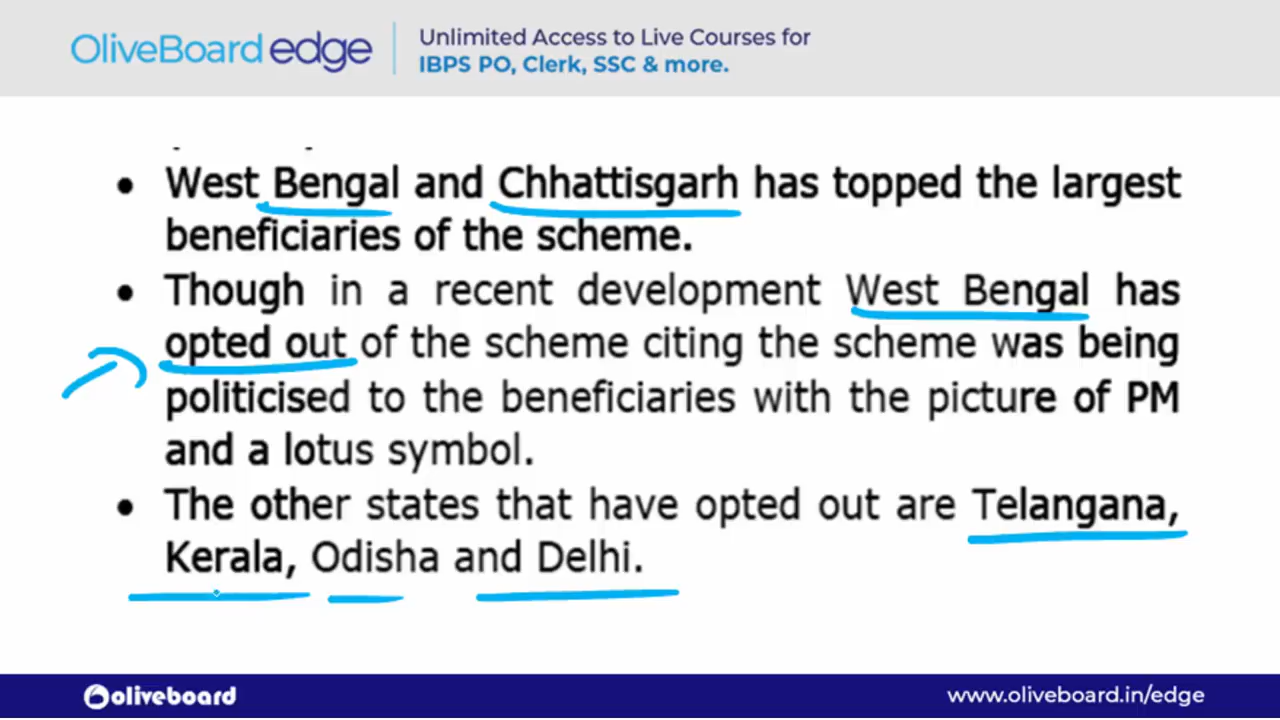 OliveBoard edge
Unlimited Access to Live Courses for
IBPS PO, Clerk, SSC & more.
• West Bengal and Chhattisgarh has topped the largest
beneficiaries of the scheme.
• Though in a recent development West Bengal has
opted out of the scheme citing the scheme was being
politicised to the beneficiaries with the picture of PM
and a lotus symbol.
• The other states that have opted out are Telangana,
Kerala, Odisha and Delhi.
oliveboard
www.oliveboard.in/edge